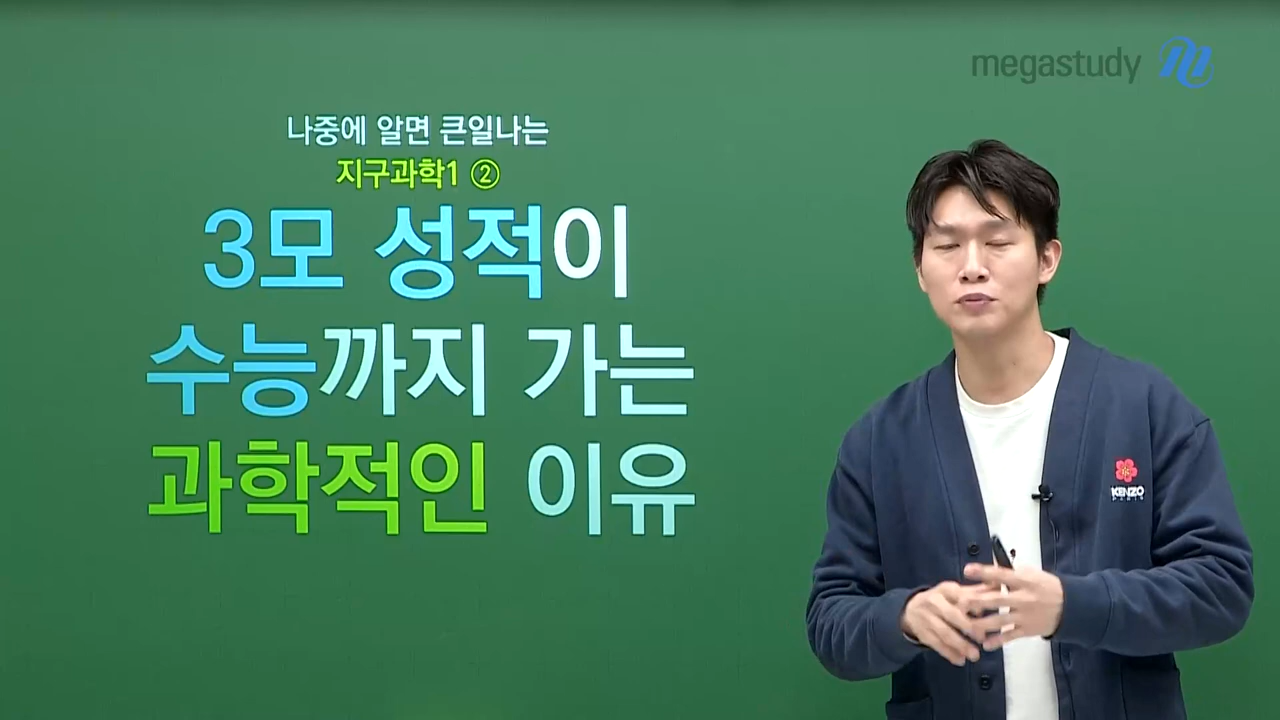 megastudy
나중에 알면 큰일나는
지구과학1 ②
3모 성적이
수능까지 가는
과학적인 이유
KENZO
PARIS